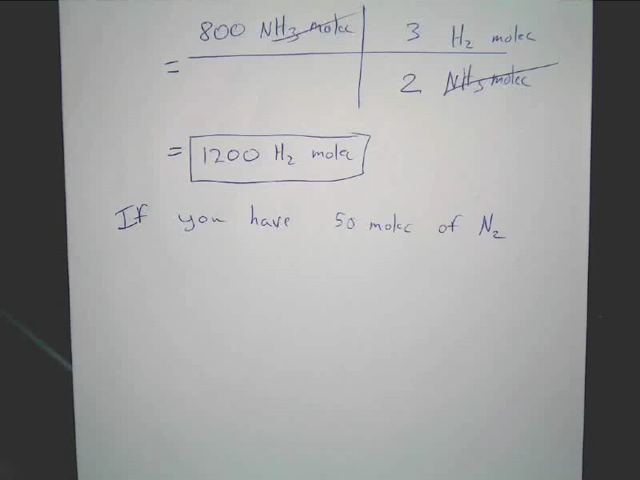 800 NH3 molec 3 H2 molec
= 2 NH3 molec
= 1200 H2 molec
If you have 50 molec of N2